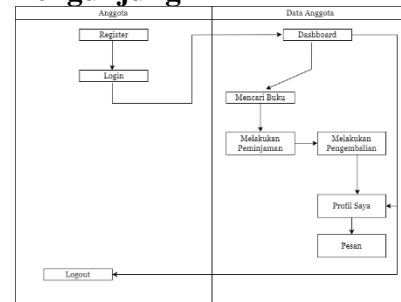 Anggota
Data Anggota
Register
Dashboard
Login
Mencari Buku
Melakukan
Peminjaman
Melakukan
Pengembalian
Profil Saya
Pesan
Logout